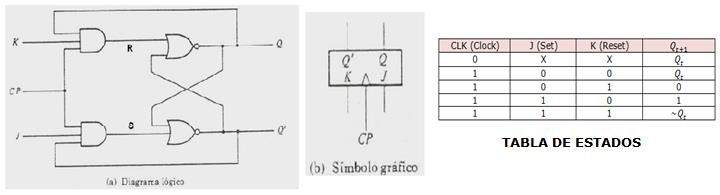 K
CP
J
R
S
Q
Q'
(a) Diagrama lógico
Q' Q
K J
CP
(b) Símbolo gráfico
CLK (Clock) J (Set) K (Reset) Qt+1
0 X X Qt
1 0 0 Qt
1 0 1 0
1 1 0 1
1 1 1 ~Qt
TABLA DE ESTADOS